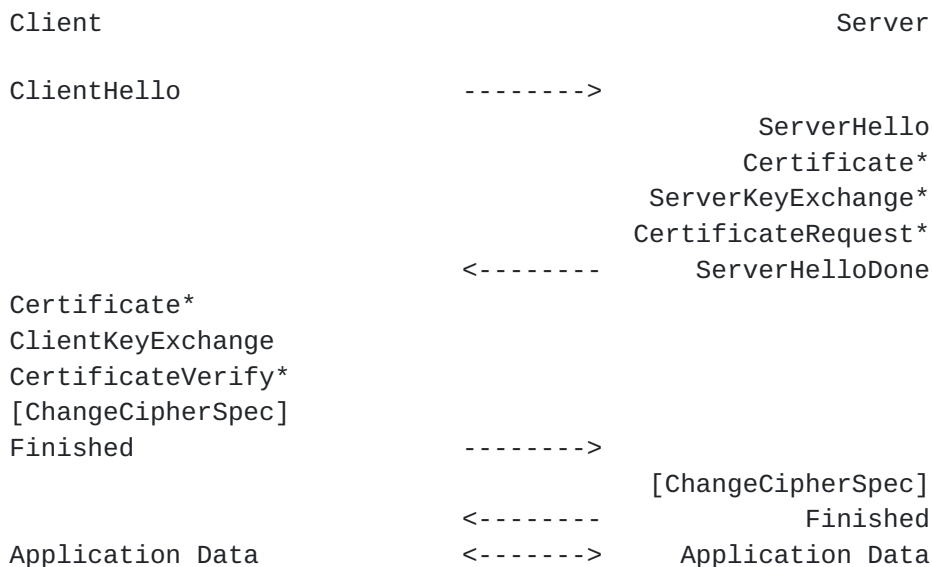 Client                                               Server

ClientHello                  -------->
                                                ServerHello
                                               Certificate*
                                         ServerKeyExchange*
                                        CertificateRequest*
                             <--------      ServerHelloDone
Certificate*
ClientKeyExchange
CertificateVerify*
[ChangeCipherSpec]
Finished                     -------->
                                         [ChangeCipherSpec]
                             <--------             Finished
Application Data             <------->     Application Data